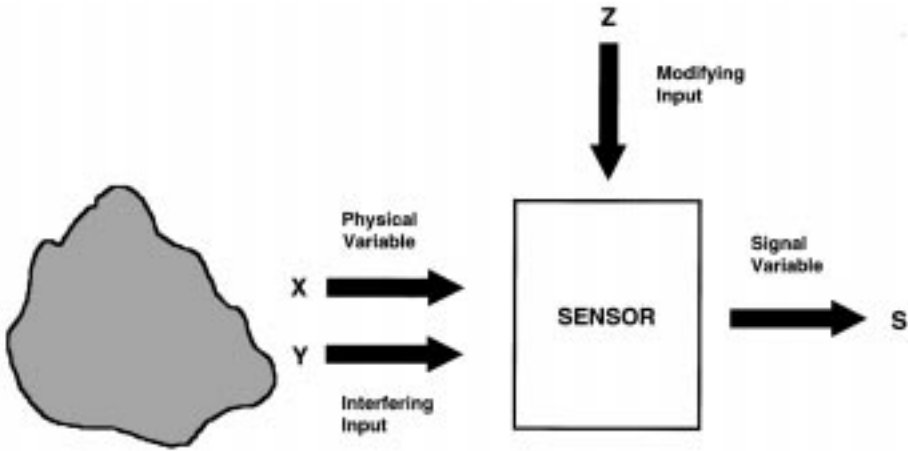 Z
Modifying
Input
Physical
Variable
X
Y
Interfering
Input
SENSOR
Signal
Variable
S